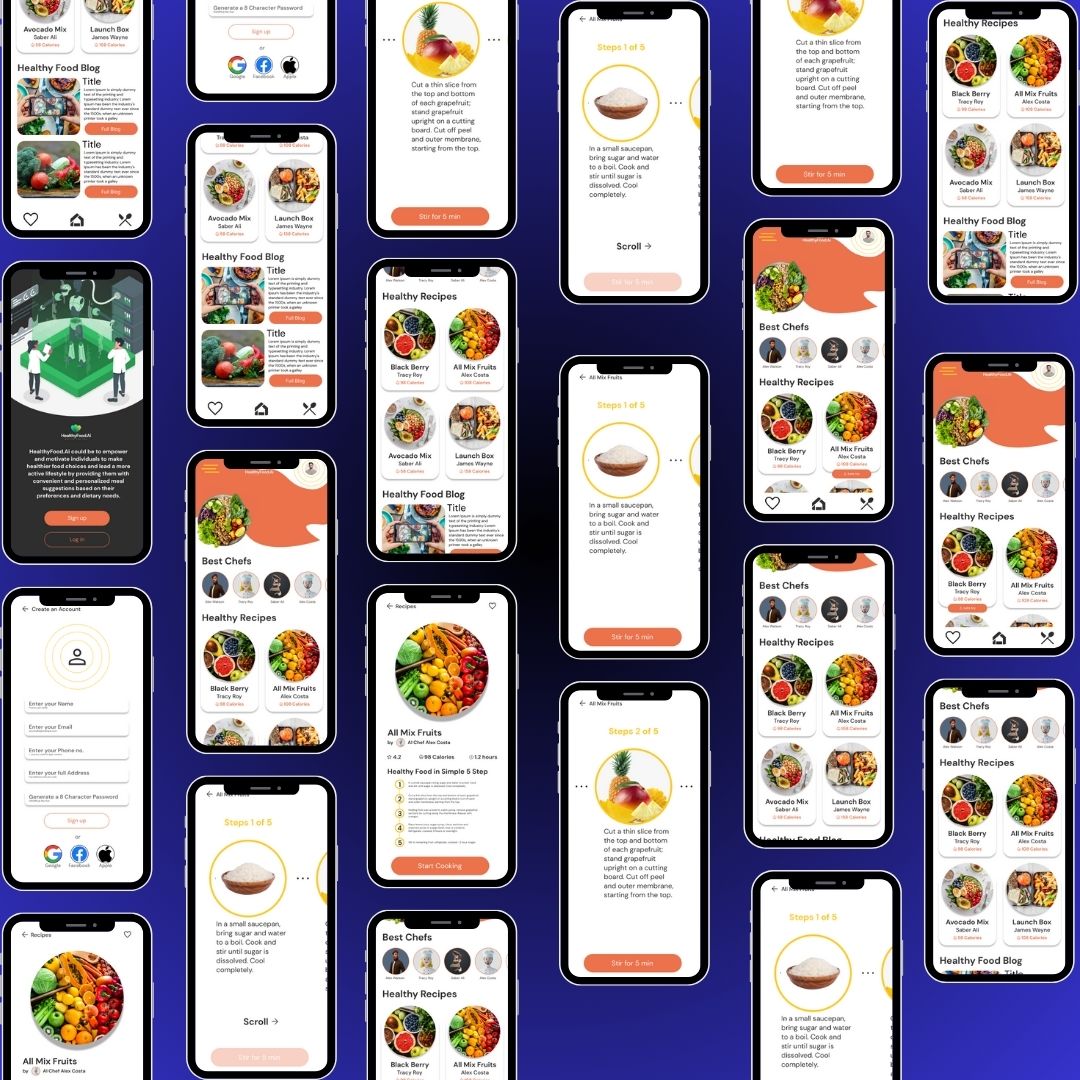 Avocado Mix
Saber Ali
98 Calories
Launch Box
James Wayne
108 Calories
Healthy Food Blog
Title
Lorem Ipsum is simply dummy
text of the printing and
typesetting industry. Lorem
Ipsum has been the industry's
standard dummy text ever since
the 1500s, when an unknown
printer took a galley
Full Blog
Title
Lorem Ipsum is simply dummy
text of the printing and
typesetting industry. Lorem
Ipsum has been the industry's
standard dummy text ever since
the 1500s, when an unknown
printer took a galley
Full Blog
HealthyFood.Ai
HealthyFood.Ai could be to empower
and motivate individuals to make
healthier food choices and lead a more
active lifestyle by providing them with
convenient and personalized meal
suggestions based on their
preferences and dietary needs.
Sign up
Log in
← Create an Account
Enter your Name
Enter your Email
Enter your Phone no.
Enter your full Address
Generate a 8 Character Password
Sign up
or
Google
Facebook
Apple
← Recipes
All Mix Fruits
by AI Chef Alex Costa
Generate a 8 Character Password
Sign up
or
Google
Facebook
Apple
98 Calories
108 Calories
Avocado Mix
Saber Ali
98 Calories
Launch Box
James Wayne
108 Calories
Healthy Food Blog
Title
Lorem Ipsum is simply dummy
text of the printing and
typesetting industry. Lorem
Ipsum has been the industry's
standard dummy text ever since
the 1500s, when an unknown
printer took a galley
Full Blog
Title
Lorem Ipsum is simply dummy
text of the printing and
typesetting industry. Lorem
Ipsum has been the industry's
standard dummy text ever since
the 1500s, when an unknown
printer took a galley
Full Blog
HealthyFood.Ai
Best Chefs
Alex Watson
Tracy Roy
Saber Ali
Alex Costa
Healthy Recipes
Black Berry
Tracy Roy
98 Calories
All Mix Fruits
Alex Costa
108 Calories
← All Mix Fruits
Steps 1 of 5
In a small saucepan,
bring sugar and water
to a boil. Cook and
stir until sugar is
dissolved. Cool
completely.
Scroll →
Stir for 5 min
Cut a thin slice from
the top and bottom
of each grapefruit;
stand grapefruit
upright on a cutting
board. Cut off peel
and outer membrane,
starting from the top.
Stir for 5 min
Alex Watson
Tracy Roy
Saber Ali
Alex Costa
Healthy Recipes
Black Berry
Tracy Roy
98 Calories
All Mix Fruits
Alex Costa
108 Calories
Avocado Mix
Saber Ali
98 Calories
Launch Box
James Wayne
158 Calories
Healthy Food Blog
Title
Lorem Ipsum is simply dummy
text of the printing and
typesetting industry. Lorem
Ipsum has been the industry's
standard dummy text ever since
the 1500s, when an unknown
printer took a galley
← Recipes
All Mix Fruits
by AI Chef Alex Costa
4.2
98 Calories
1.2 hours
Healthy Food in Simple 5 Step
1
2
3
4
5
Start Cooking
Best Chefs
Alex Watson
Tracy Roy
Saber Ali
Alex Costa
Healthy Recipes
Black Berry
Tracy Roy
98 Calories
All Mix Fruits
Alex Costa
108 Calories
← All Mix Fruits
Steps 1 of 5
In a small saucepan,
bring sugar and water
to a boil. Cook and
stir until sugar is
dissolved. Cool
completely.
Scroll →
Stir for 5 min
← All Mix Fruits
Steps 1 of 5
In a small saucepan,
bring sugar and water
to a boil. Cook and
stir until sugar is
dissolved. Cool
completely.
Stir for 5 min
← All Mix Fruits
Steps 2 of 5
Cut a thin slice from
the top and bottom
of each grapefruit;
stand grapefruit
upright on a cutting
board. Cut off peel
and outer membrane,
starting from the top.
Stir for 5 min
Cut a thin slice from
the top and bottom
of each grapefruit;
stand grapefruit
upright on a cutting
board. Cut off peel
and outer membrane,
starting from the top.
Stir for 5 min
HealthyFood.Ai
Best Chefs
Alex Watson
Tracy Roy
Saber Ali
Alex Costa
Healthy Recipes
Black Berry
Tracy Roy
98 Calories
All Mix Fruits
Alex Costa
108 Calories
Best Chefs
Alex Watson
Tracy Roy
Saber Ali
Alex Costa
Healthy Recipes
Black Berry
Tracy Roy
98 Calories
All Mix Fruits
Alex Costa
108 Calories
Avocado Mix
Saber Ali
98 Calories
Launch Box
James Wayne
158 Calories
Healthy Food Blog
← All Mix Fruits
Steps 1 of 5
In a small saucepan,
bring sugar and water
to a boil. Cook and
stir until sugar is
dissolved. Cool
completely.
Healthy Recipes
Black Berry
Tracy Roy
98 Calories
All Mix Fruits
Alex Costa
108 Calories
Avocado Mix
Saber Ali
98 Calories
Launch Box
James Wayne
158 Calories
Healthy Food Blog
Title
Lorem Ipsum is simply dummy
text of the printing and
typesetting industry. Lorem
Ipsum has been the industry's
standard dummy text ever since
the 1500s, when an unknown
printer took a galley
Full Blog
HealthyFood.Ai
Best Chefs
Alex Watson
Tracy Roy
Saber Ali
Alex Costa
Healthy Recipes
Black Berry
Tracy Roy
98 Calories
All Mix Fruits
Alex Costa
108 Calories
Best Chefs
Alex Watson
Tracy Roy
Saber Ali
Alex Costa
Healthy Recipes
Black Berry
Tracy Roy
98 Calories
All Mix Fruits
Alex Costa
108 Calories
Avocado Mix
Saber Ali
98 Calories
Launch Box
James Wayne
108 Calories
Healthy Food Blog
Title